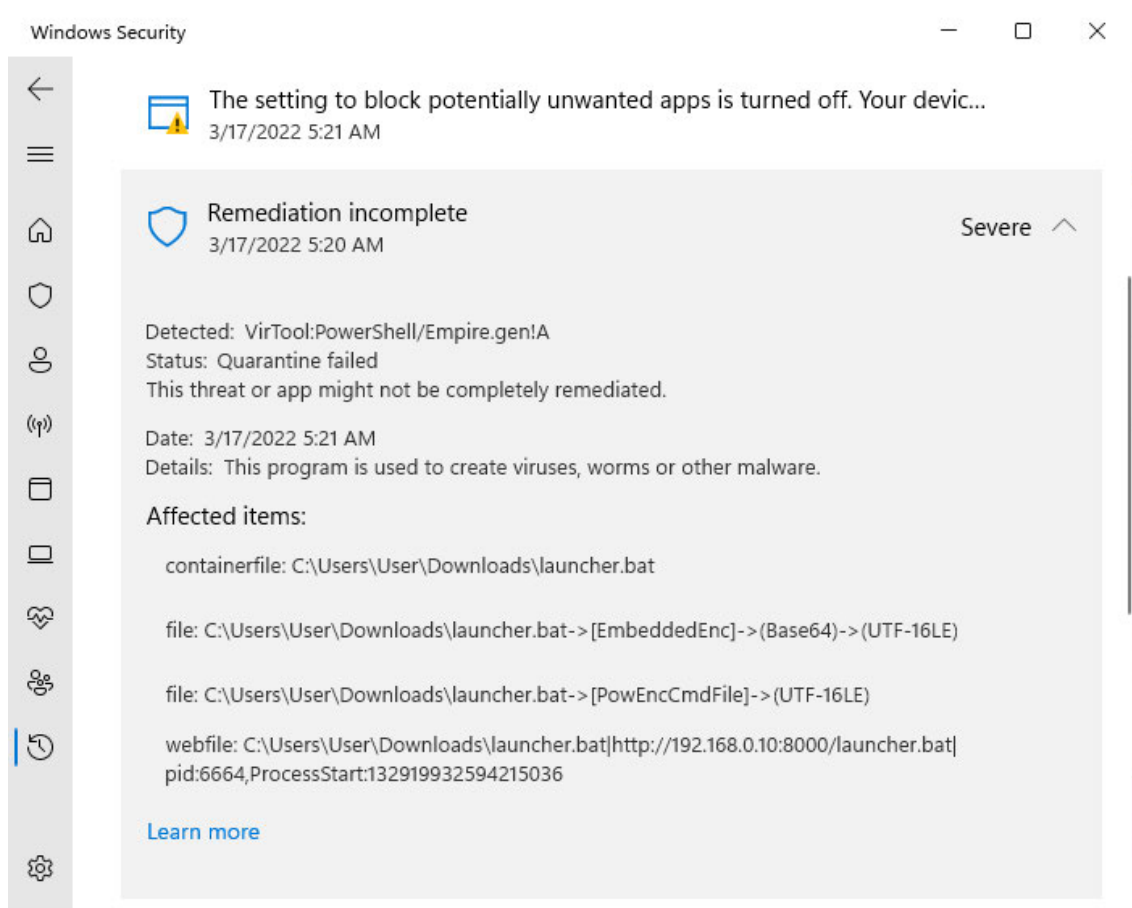 Windows Security
The setting to block potentially unwanted apps is turned off. Your devic...
3/17/2022 5:21 AM
Remediation incomplete
3/17/2022 5:20 AM
Severe
Detected: VirTool:PowerShell/Empire.gen!A
Status: Quarantine failed
This threat or app might not be completely remediated.
Date: 3/17/2022 5:21 AM
Details: This program is used to create viruses, worms or other malware.
Affected items:
containerfile: C:\Users\User\Downloads\launcher.bat
file: C:\Users\User\Downloads\launcher.bat->[EmbeddedEnc]->(Base64)->(UTF-16LE)
file: C:\Users\User\Downloads\launcher.bat->[PowEncCmdFile]->(UTF-16LE)
webfile: C:\Users\User\Downloads\launcher.bat|http://192.168.0.10:8000/launcher.bat|
pid:6664,ProcessStart:132919932594215036
Learn more